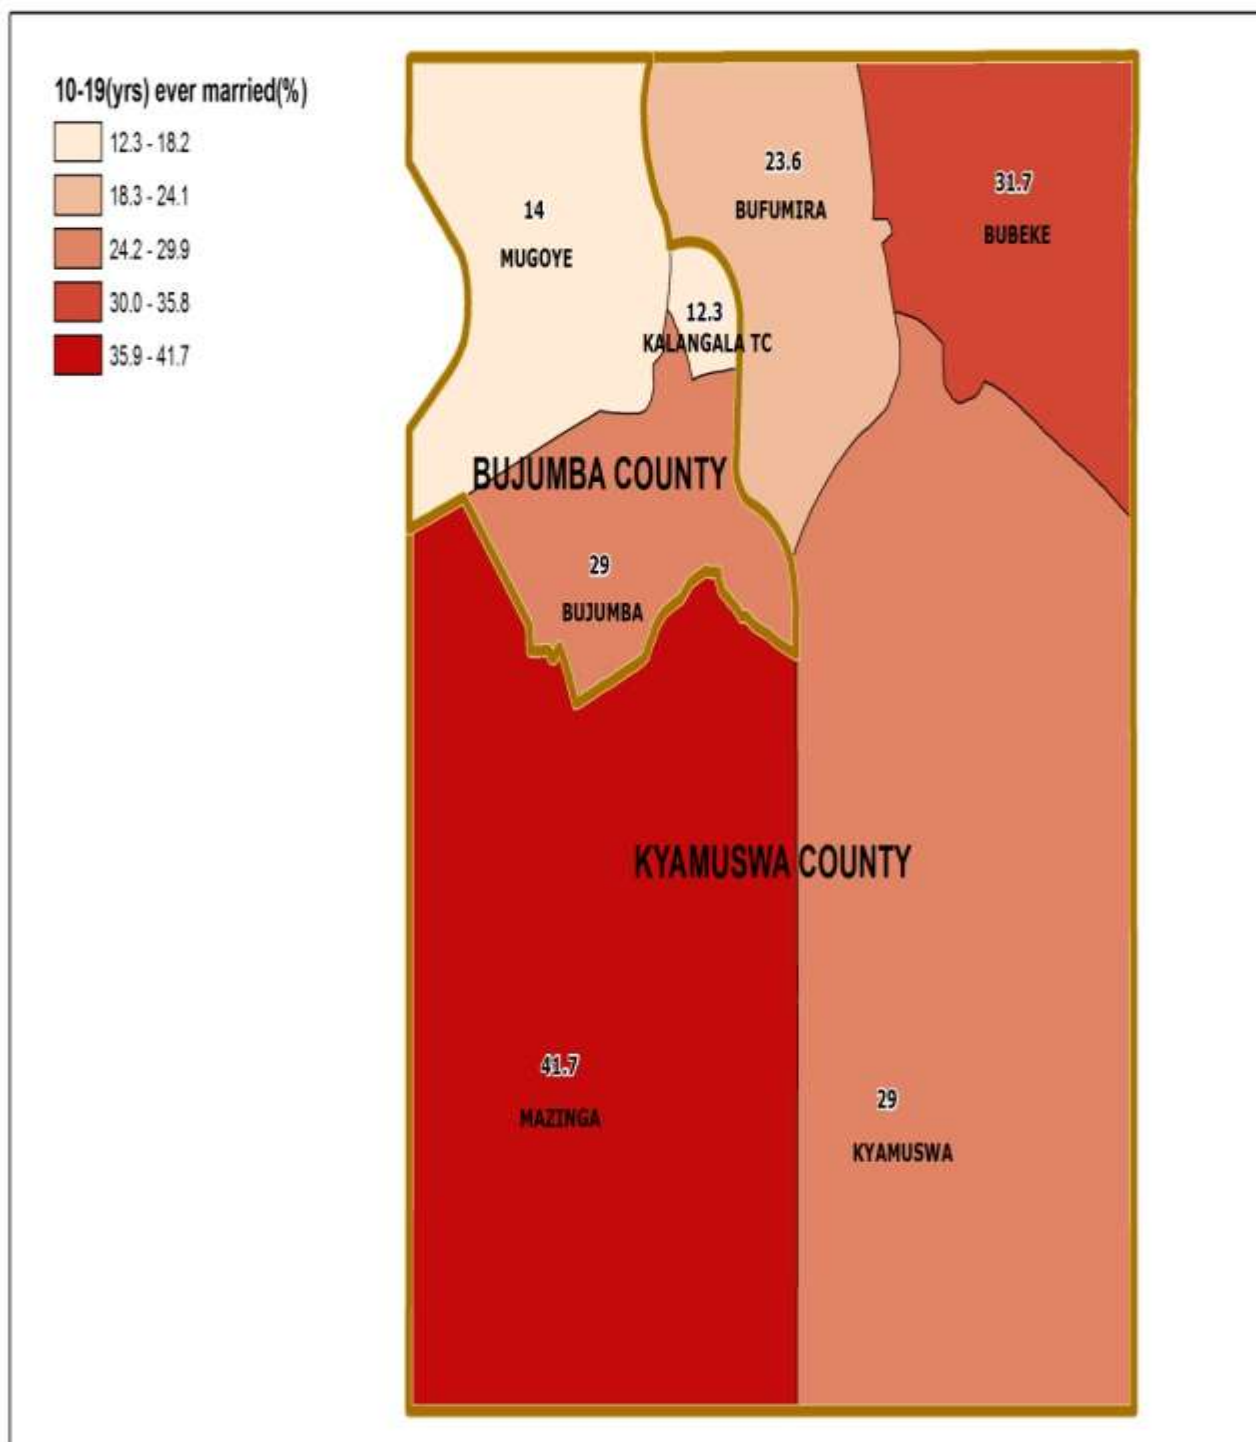 10-19(yrs) ever married(%)
12.3 - 18.2
18.3 - 24.1
24.2 - 29.9
30.0 - 35.8
35.9 - 41.7
23.6
BUFUMIRA
31.7
BUBEKE
14
MUGOYE
12.3
KALANGALA TC
BUJUMBA COUNTY
29
BUJUMBA
KYAMUSWA COUNTY
41.7
MAZINGA
29
KYAMUSWA